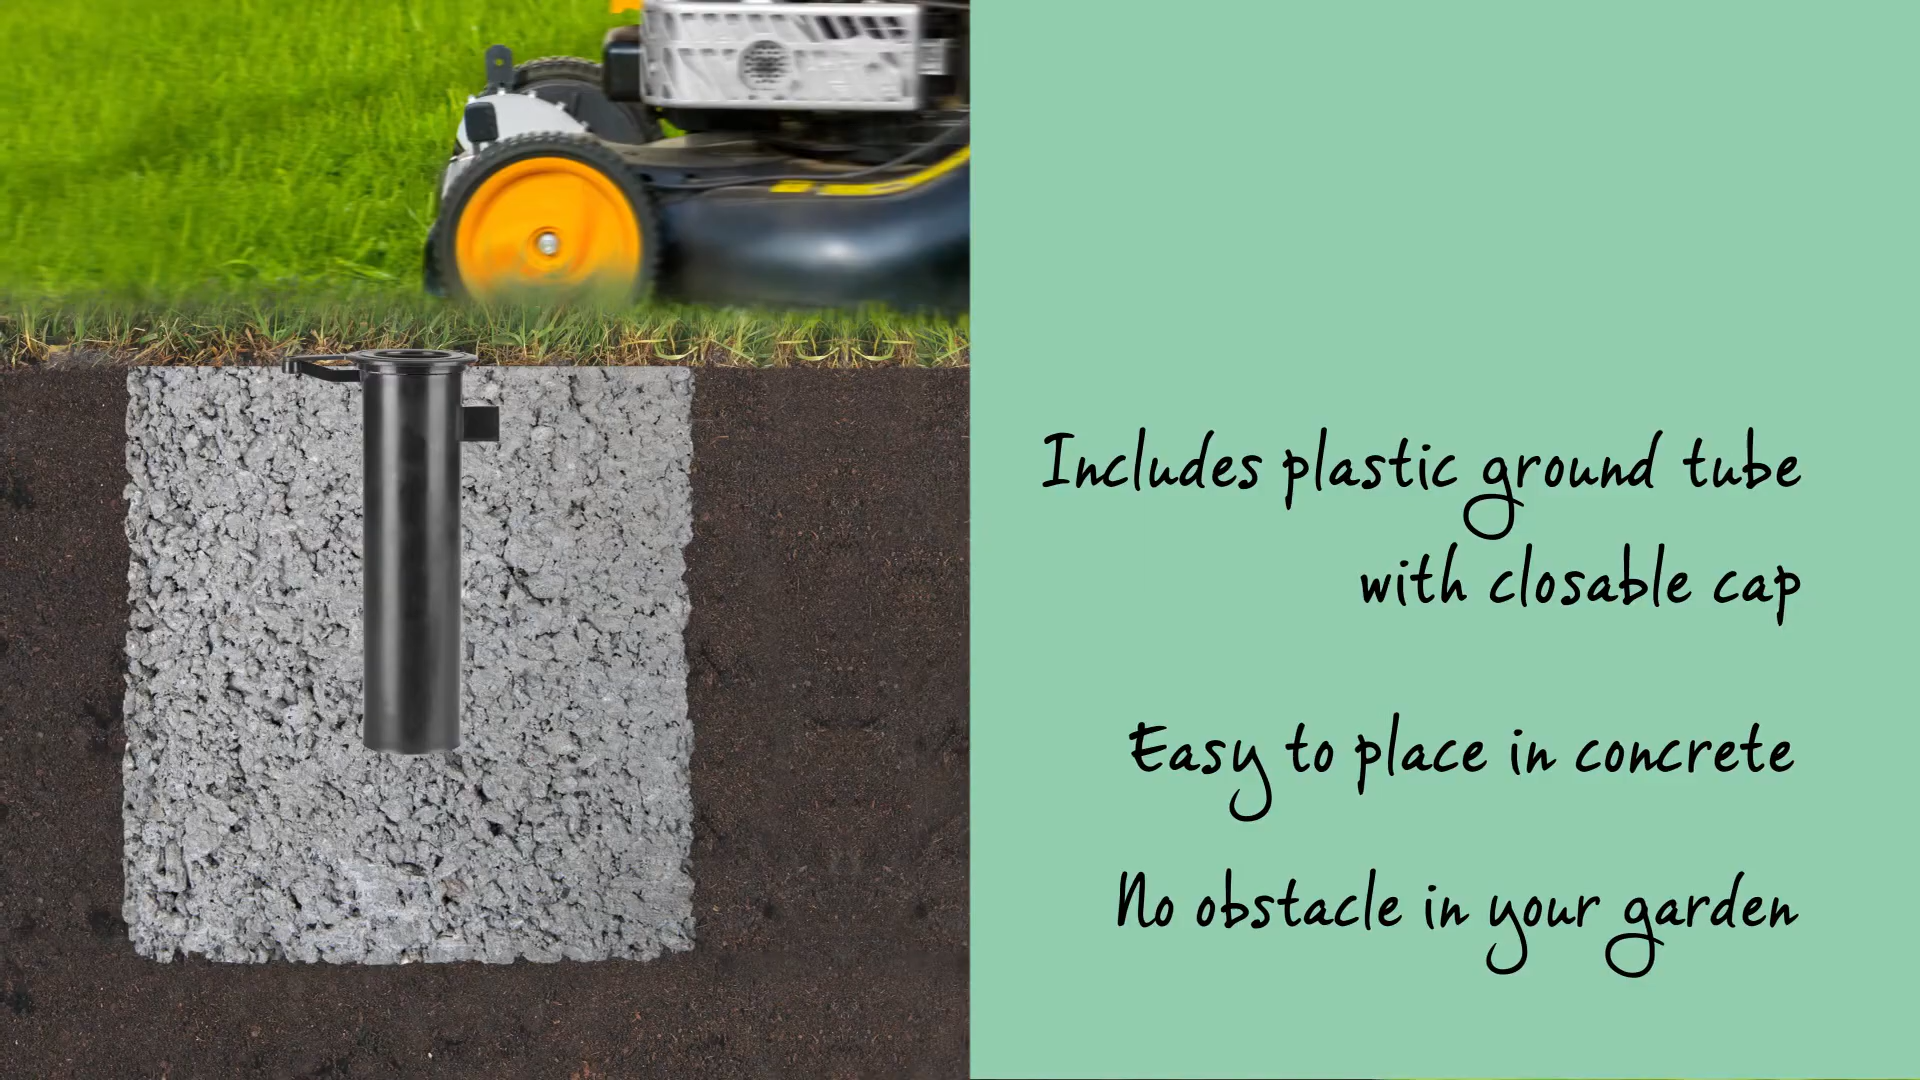 Includes plastic ground tube
with closable cap
Easy to place in concrete
No obstacle in your garden